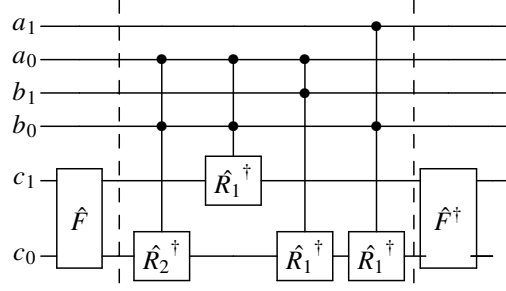 a₁
a₀
b₁
b₀
c₁ F̂ R̂₁† F̂†
c₀ R̂₂† R̂₁† R̂₁†